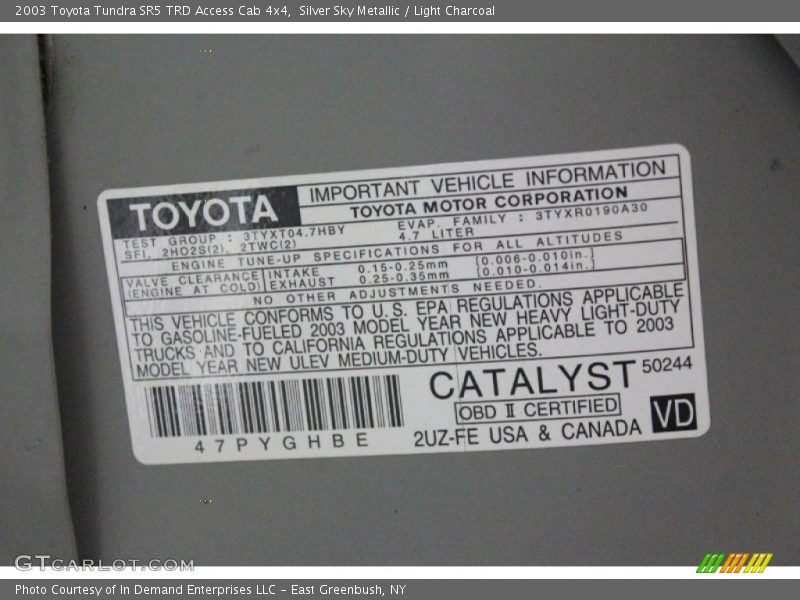 2003 Toyota Tundra SR5 TRD Access Cab 4x4, Silver Sky Metallic / Light Charcoal
TOYOTA IMPORTANT VEHICLE INFORMATION
TOYOTA MOTOR CORPORATION
TEST GROUP : 3TYXT04.7HBY EVAP. FAMILY : 3TYXR0190A30
SFI, 2HO2S(2), 2TWC(2) 4.7 LITER
ENGINE TUNE-UP SPECIFICATIONS FOR ALL ALTITUDES
VALVE CLEARANCE INTAKE 0.15-0.25mm [0.006-0.010in.]
(ENGINE AT COLD) EXHAUST 0.25-0.35mm [0.010-0.014in.]
NO OTHER ADJUSTMENTS NEEDED.
THIS VEHICLE CONFORMS TO U.S. EPA REGULATIONS APPLICABLE
TO GASOLINE-FUELED 2003 MODEL YEAR NEW HEAVY LIGHT-DUTY
TRUCKS AND TO CALIFORNIA REGULATIONS APPLICABLE TO 2003
MODEL YEAR NEW ULEV MEDIUM-DUTY VEHICLES.
CATALYST 50244
OBD II CERTIFIED
VD
47PYGHBE 2UZ-FE USA & CANADA
GTCARLOT.COM
Photo Courtesy of In Demand Enterprises LLC - East Greenbush, NY